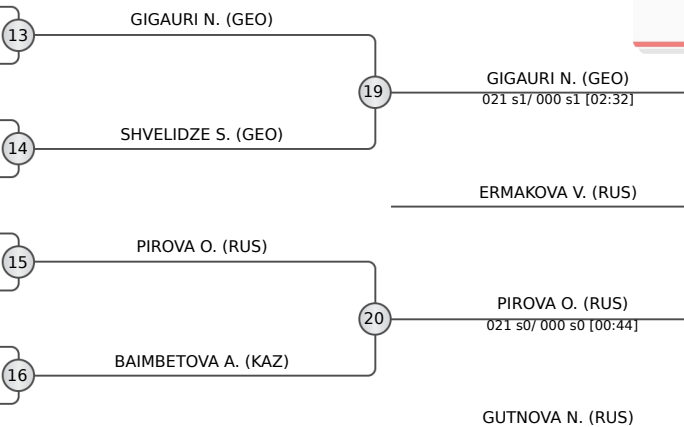 GIGAURI N. (GEO)
13
19
GIGAURI N. (GEO)
021 s1/ 000 s1 [02:32]
SHVELIDZE S. (GEO)
14
ERMAKOVA V. (RUS)
PIROVA O. (RUS)
15
20
PIROVA O. (RUS)
021 s0/ 000 s0 [00:44]
BAIMBETOVA A. (KAZ)
16
GUTNOVA N. (RUS)